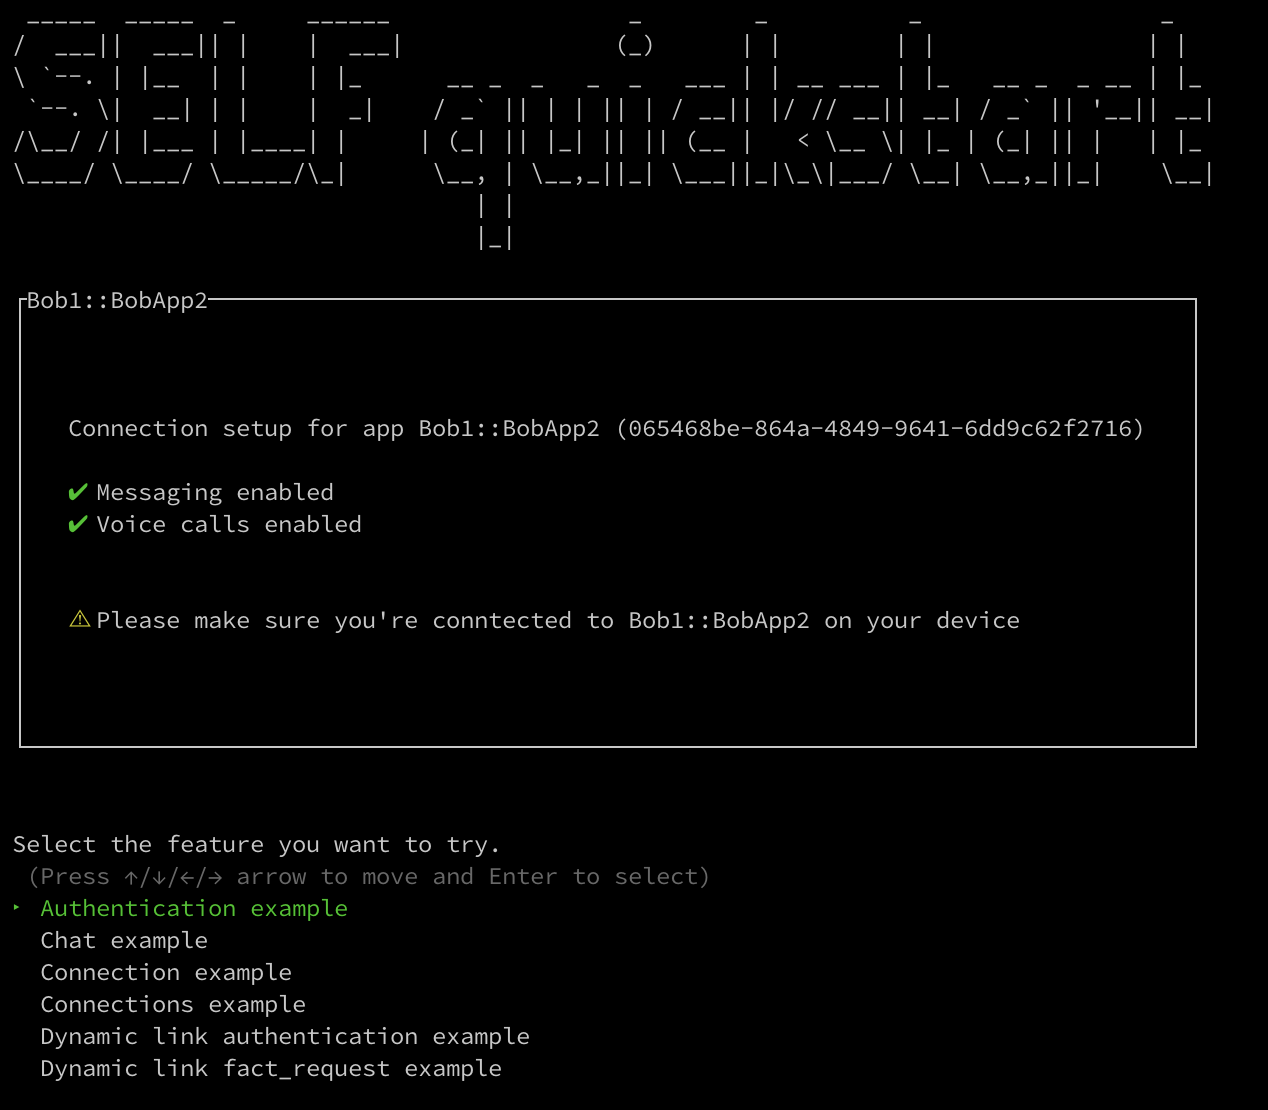 SELF quickstart
Bob1::BobApp2
Connection setup for app Bob1::BobApp2 (065468be-864a-4849-9641-6dd9c62f2716)
✔ Messaging enabled
✔ Voice calls enabled
⚠ Please make sure you're conntected to Bob1::BobApp2 on your device
Select the feature you want to try.
(Press ↑/↓/←/→ arrow to move and Enter to select)
‣ Authentication example
Chat example
Connection example
Connections example
Dynamic link authentication example
Dynamic link fact_request example